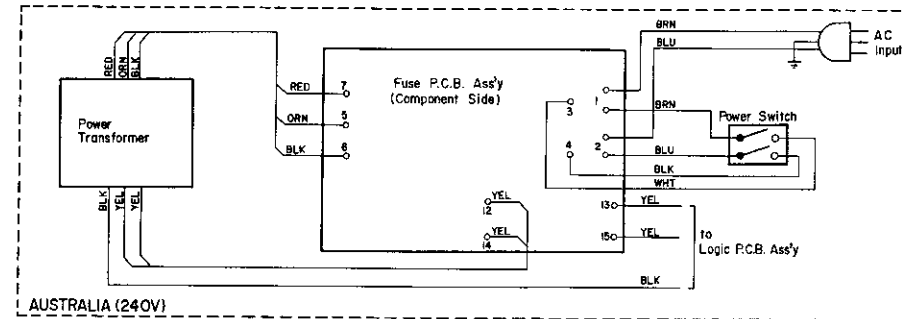 BRN
AC
Input
BLU
RED
ORN
BLK
Power
Transformer
Fuse P.C.B. Ass'y
(Component Side)
RED
7
ORN
5
BLK
6
3
1
BRN
Power Switch
4
2
BLU
BLK
WHT
BLK
YEL
YEL
YEL
12
YEL
14
13
YEL
15
YEL
to
Logic P.C.B. Ass'y
BLK
AUSTRALIA (240V)